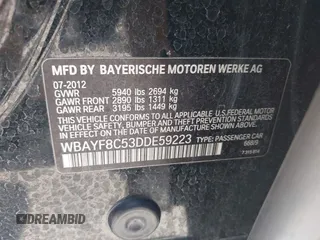 MFD BY BAYERISCHE MOTOREN WERKE AG
07-2012
GVWR 5940 lbs 2694 kg
GAWR FRONT 2890 lbs 1311 kg
GAWR REAR 3195 lbs 1449 kg
THIS VEHICLE CONFORMS TO ALL APPLICABLE U.S. FEDERAL
MOTOR VEHICLE SAFETY, BUMPER, AND THEFT PREVENTION STANDARDS
IN EFFECT ON THE DATE OF MANUFACTURE SHOWN ABOVE.
WBAYF8C53DDE59223 TYPE: PASSENGER CAR
DREAMBID